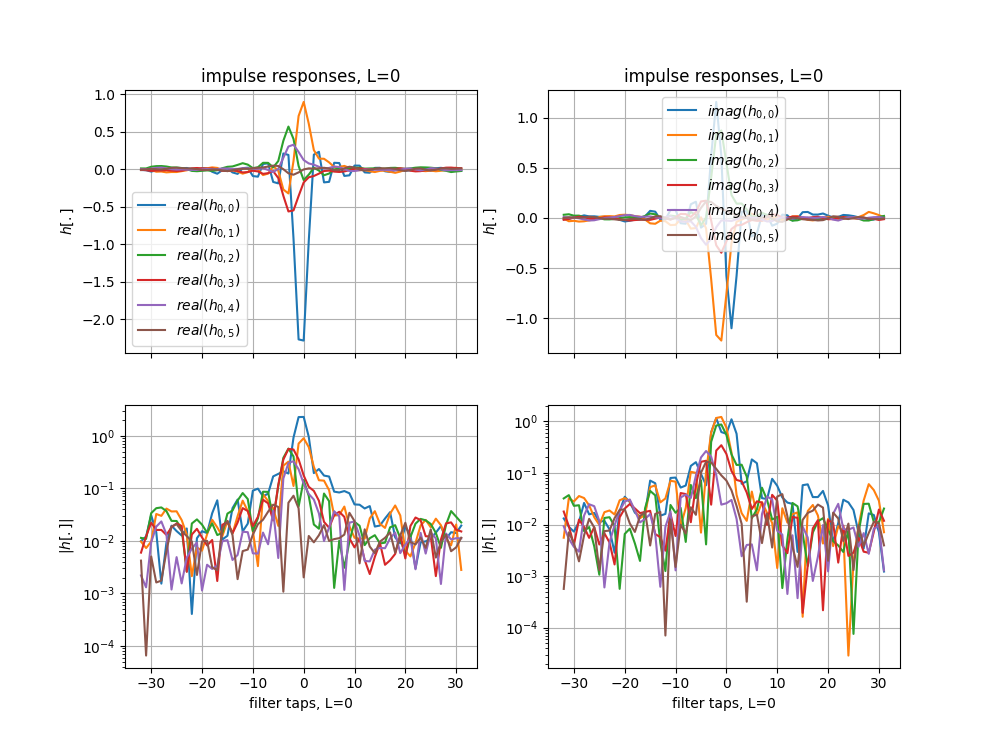 impulse responses, L=0
impulse responses, L=0
1.0
0.5
0.0
−0.5
−1.0
−1.5
−2.0
h[.]
real(h0,0)
real(h0,1)
real(h0,2)
real(h0,3)
real(h0,4)
real(h0,5)
1.0
0.5
0.0
−0.5
−1.0
h[.]
imag(h0,0)
imag(h0,1)
imag(h0,2)
imag(h0,3)
imag(h0,4)
imag(h0,5)
10^0
10^−1
10^−2
10^−3
10^−4
|h[.]|
−30 −20 −10 0 10 20 30
filter taps, L=0
10^0
10^−1
10^−2
10^−3
10^−4
|h[.]|
−30 −20 −10 0 10 20 30
filter taps, L=0